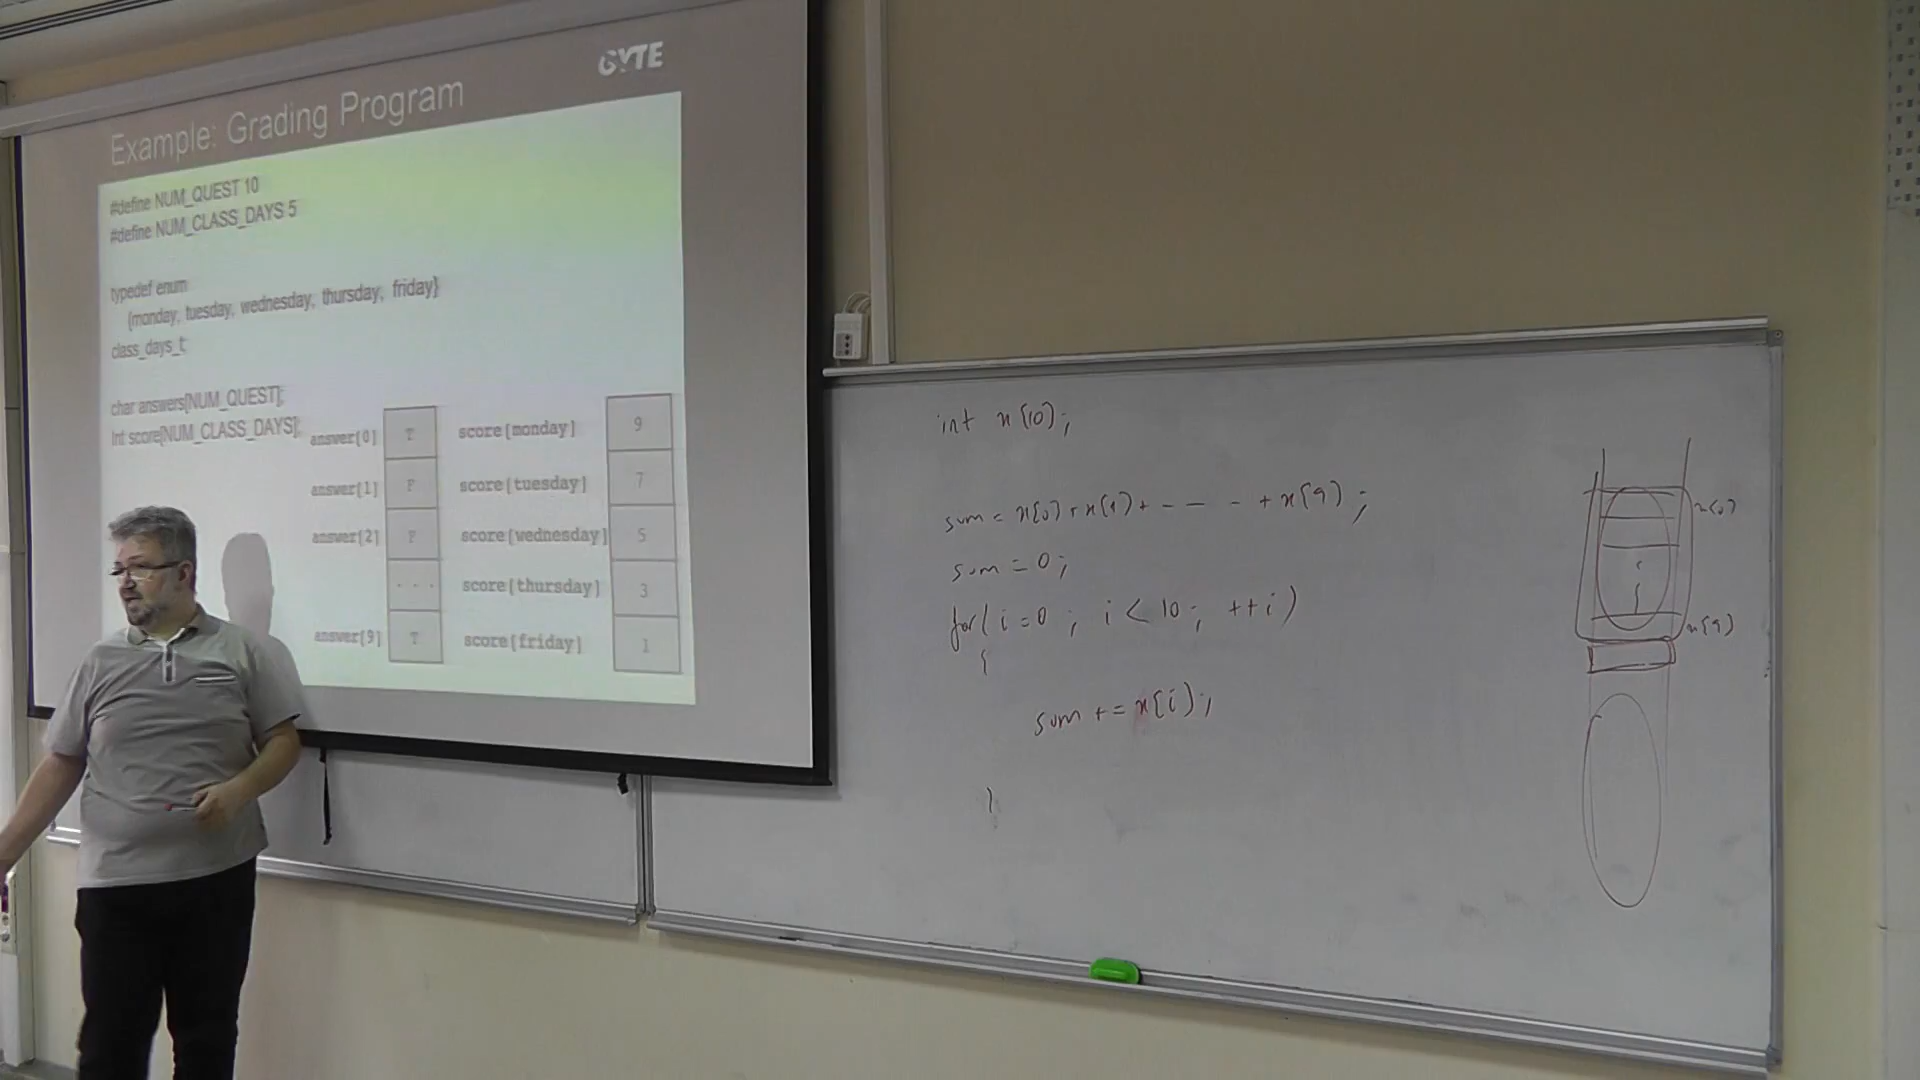 GYTE
Example: Grading Program
#define NUM_QUEST 10
#define NUM_CLASS_DAYS 5
typedef enum
{monday, tuesday, wednesday, thursday, friday}
class_days_t;
char answers[NUM_QUEST];
int score[NUM_CLASS_DAYS];
answer[0] T score[monday] 9
answer[1] F score[tuesday] 7
answer[2] F score[wednesday] 5
. . . score[thursday] 3
answer[9] T score[friday] 1
int x[10];
sum = x[0] + x[1] + - - - + x[9];
sum = 0;
for( i = 0 ; i < 10 ; ++i )
{
sum += x[i];
}
x[0]
x[9]